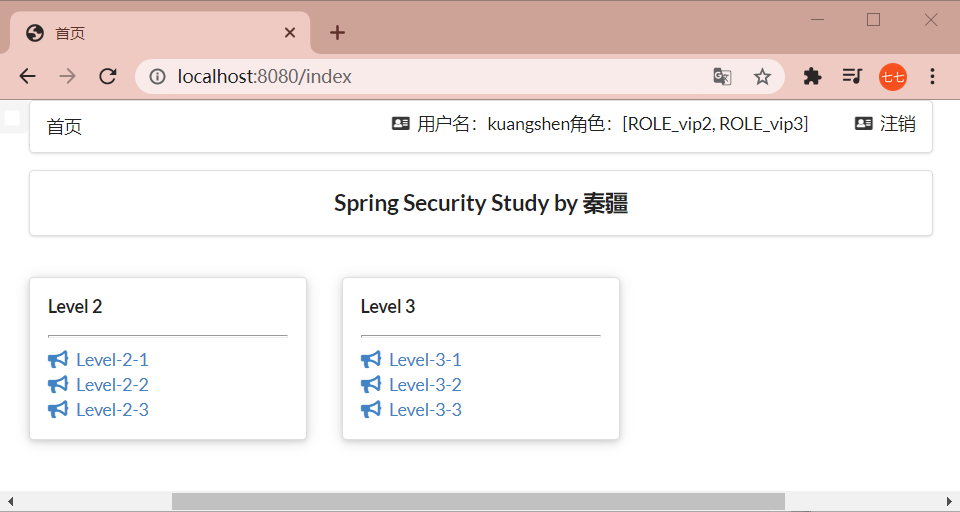 首页
localhost:8080/index
七七
首页
用户名：kuangshen角色：[ROLE_vip2, ROLE_vip3]
注销
Spring Security Study by 秦疆
Level 2
Level-2-1
Level-2-2
Level-2-3
Level 3
Level-3-1
Level-3-2
Level-3-3